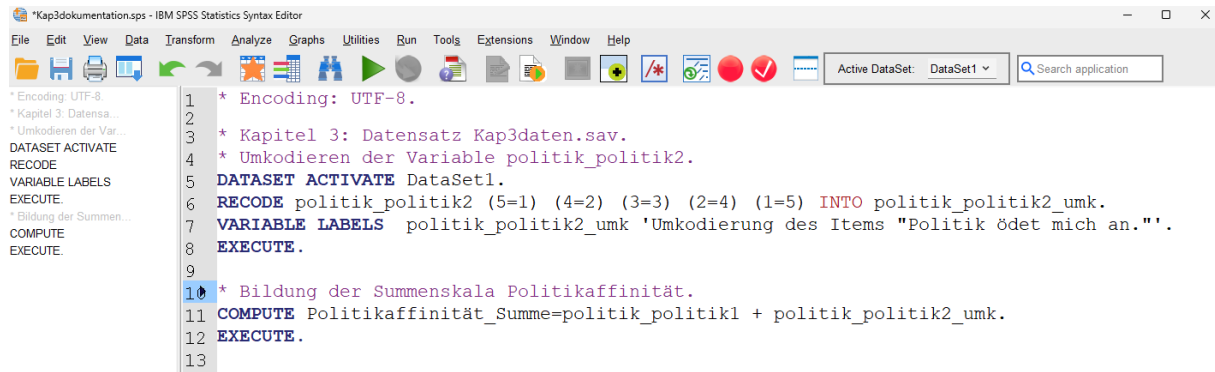 *Kap3dokumentation.sps - IBM SPSS Statistics Syntax Editor
File Edit View Data Transform Analyze Graphs Utilities Run Tools Extensions Window Help
Active DataSet: DataSet1 Search application
* Encoding: UTF-8.
* Kapitel 3: Datensa...
* Umkodieren der Var...
DATASET ACTIVATE
RECODE
VARIABLE LABELS
EXECUTE.
* Bildung der Summen...
COMPUTE
EXECUTE.
1 * Encoding: UTF-8.
2
3 * Kapitel 3: Datensatz Kap3daten.sav.
4 * Umkodieren der Variable politik_politik2.
5 DATASET ACTIVATE DataSet1.
6 RECODE politik_politik2 (5=1) (4=2) (3=3) (2=4) (1=5) INTO politik_politik2_umk.
7 VARIABLE LABELS  politik_politik2_umk 'Umkodierung des Items "Politik ödet mich an."'.
8 EXECUTE.
9
10 * Bildung der Summenskala Politikaffinität.
11 COMPUTE Politikaffinität_Summe=politik_politik1 + politik_politik2_umk.
12 EXECUTE.
13